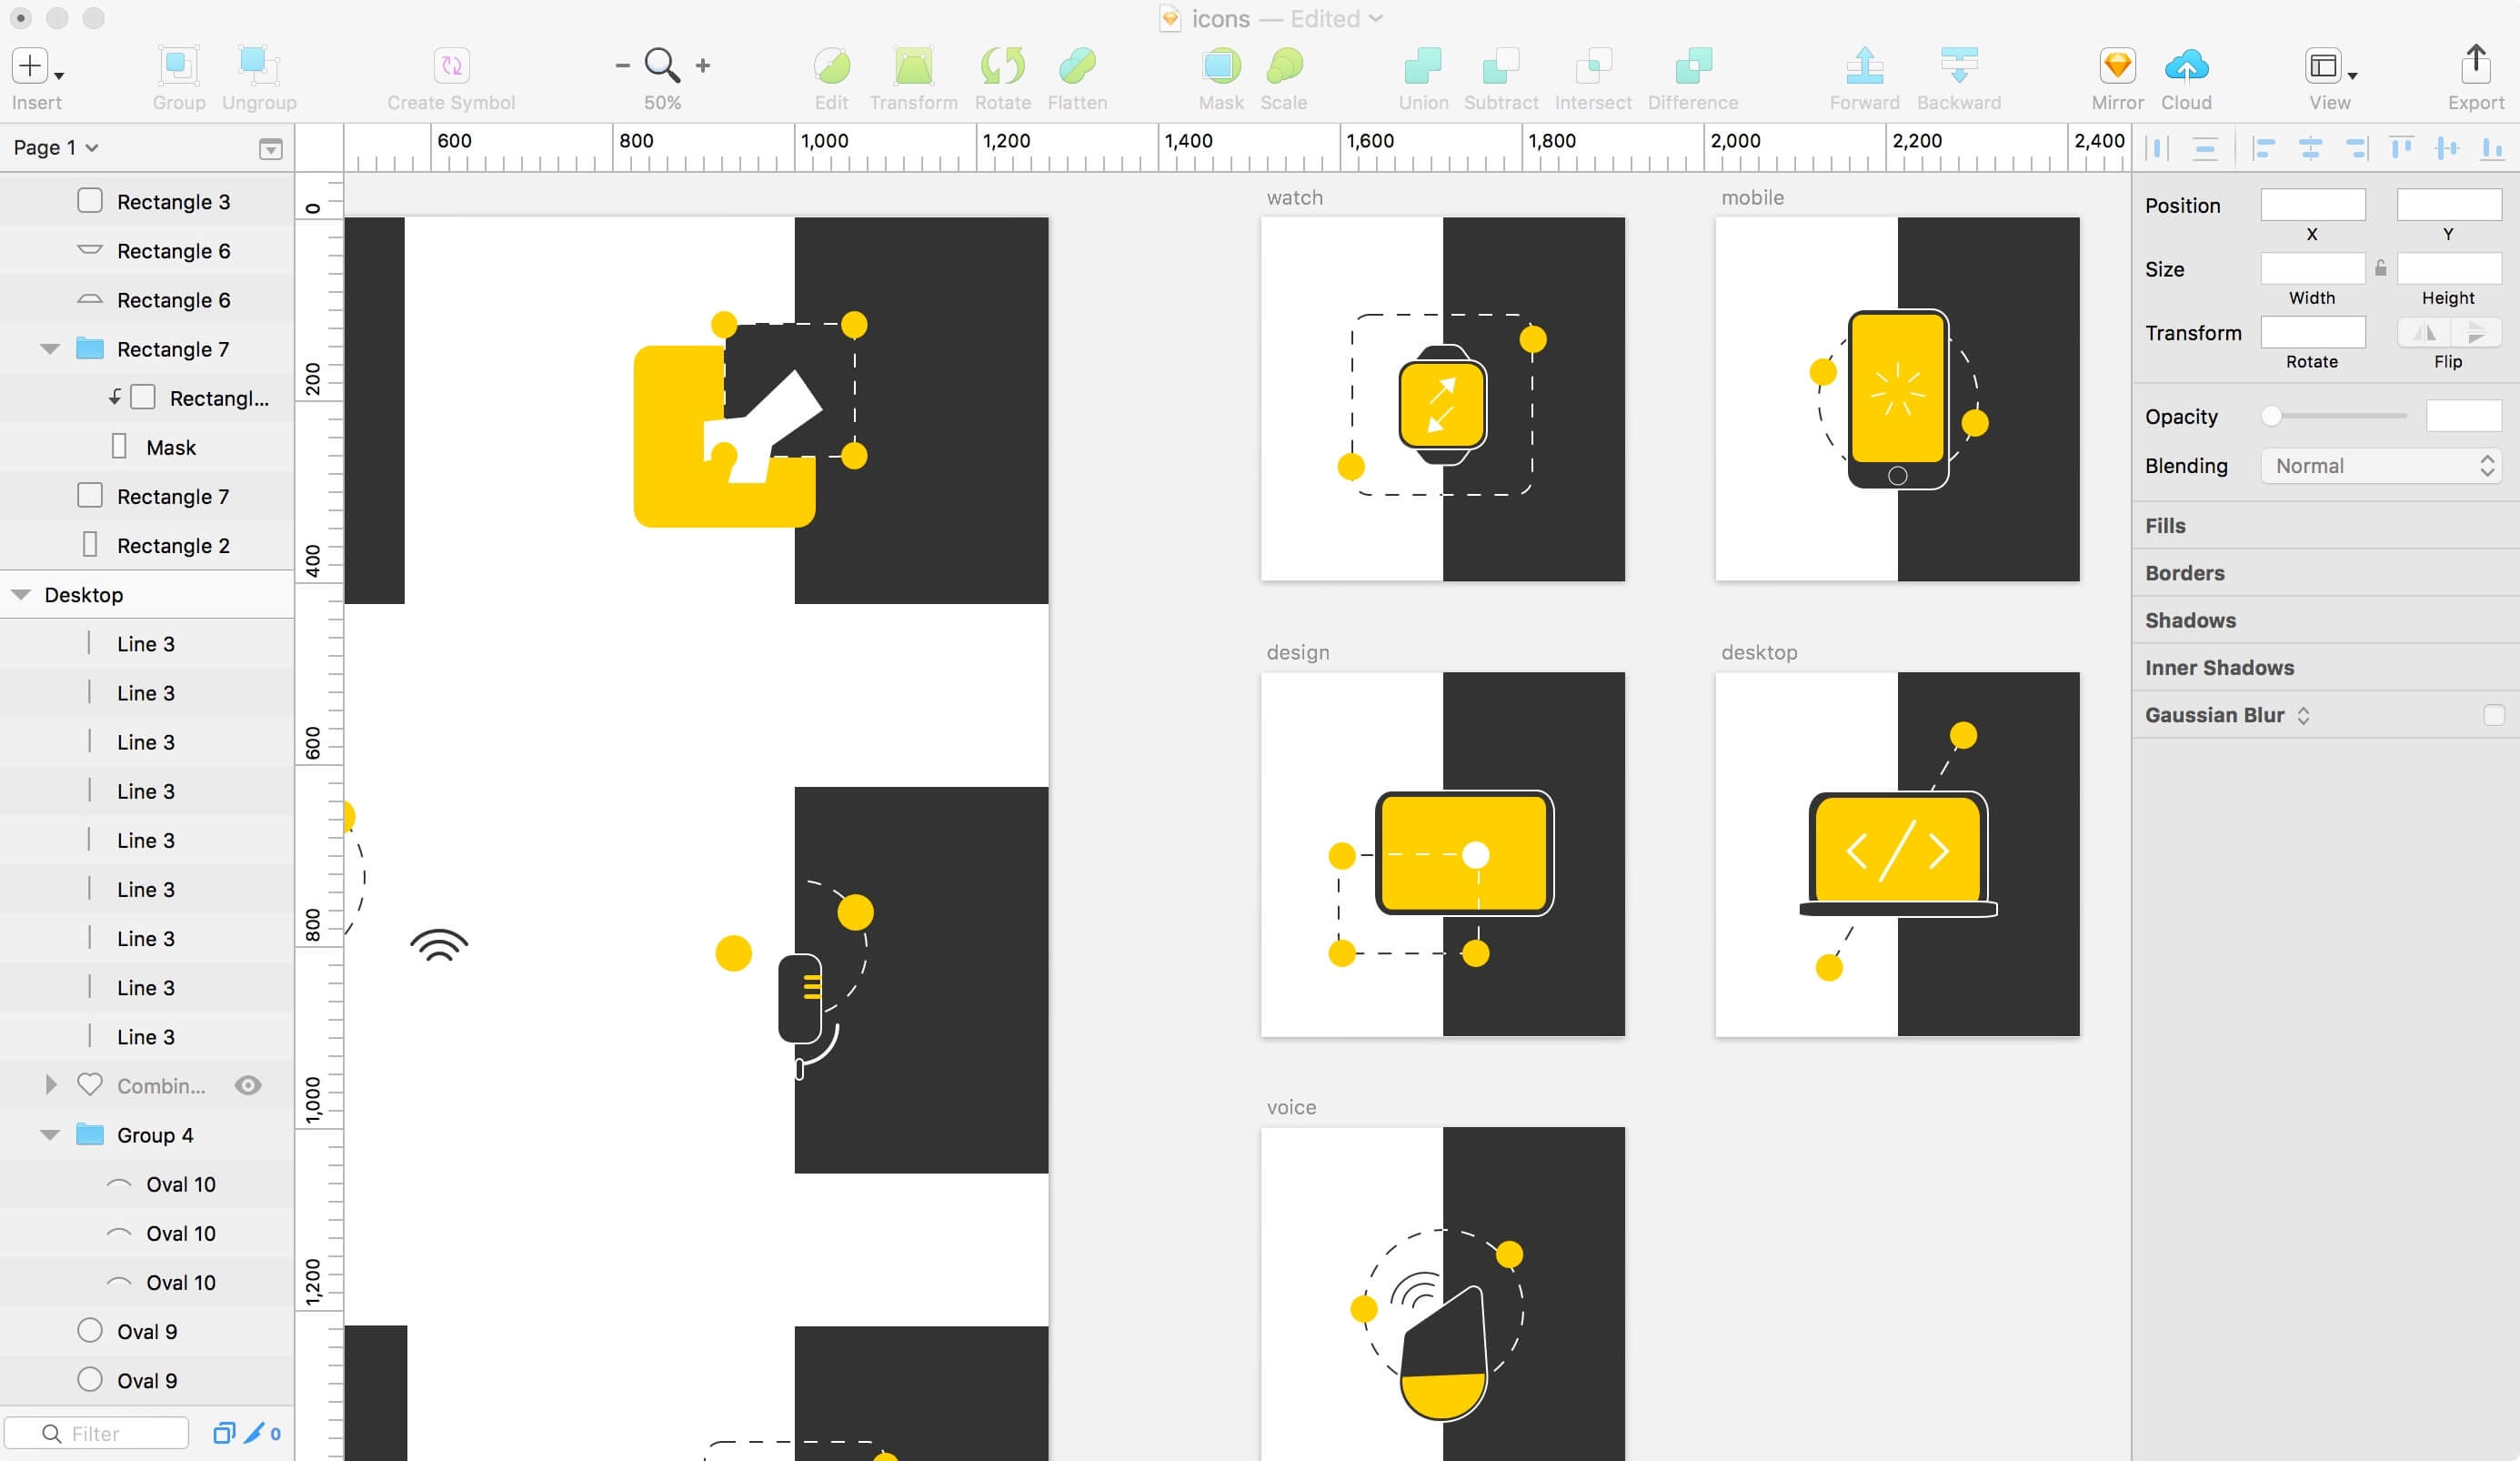 icons — Edited
Insert
Group
Ungroup
Create Symbol
50%
Edit
Transform
Rotate
Flatten
Mask
Scale
Union
Subtract
Intersect
Difference
Forward
Backward
Mirror
Cloud
View
Export
Page 1
600
800
1,000
1,200
1,400
1,600
1,800
2,000
2,200
2,400
Rectangle 3
Rectangle 6
Rectangle 6
Rectangle 7
Rectangl...
Mask
Rectangle 7
Rectangle 2
Desktop
Line 3
Line 3
Line 3
Line 3
Line 3
Line 3
Line 3
Line 3
Line 3
Combin...
Group 4
Oval 10
Oval 10
Oval 10
Oval 9
Oval 9
Filter
0
0
200
400
600
800
1,000
1,200
watch
mobile
design
desktop
</>
voice
Position
X
Y
Size
Width
Height
Transform
Rotate
Flip
Opacity
Blending
Normal
Fills
Borders
Shadows
Inner Shadows
Gaussian Blur